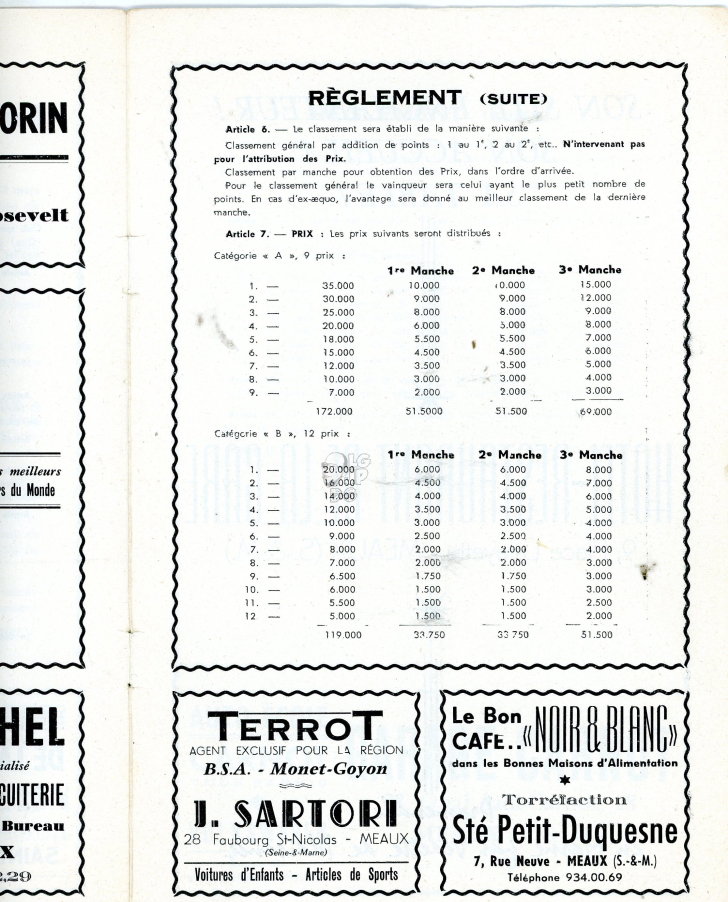 ORIN
osevelt
s meilleurs
rs du Monde
HEL
ialisé
CUITERIE
Bureau
X
2,29
RÈGLEMENT (SUITE)
Article 6. — Le classement sera établi de la manière suivante :
Classement général par addition de points : 1 au 1er, 2 au 2e, etc.. N'intervenant pas
pour l'attribution des Prix.
Classement par manche pour obtention des Prix, dans l'ordre d'arrivée.
Pour le classement général le vainqueur sera celui ayant le plus petit nombre de
points. En cas d'ex-æquo, l'avantage sera donné au meilleur classement de la dernière
manche.
Article 7. — PRIX : Les prix suivants seront distribués :
Catégorie « A », 9 prix :
1re Manche 2e Manche 3e Manche
1. — 35.000 10.000 10.000 15.000
2. — 30.000 9.000 9.000 12.000
3. — 25.000 8.000 8.000 9.000
4. — 20.000 6.000 5.000 8.000
5. — 18.000 5.500 5.500 7.000
6. — 15.000 4.500 4.500 6.000
7. — 12.000 3.500 3.500 5.000
8. — 10.000 3.000 3.000 4.000
9. — 7.000 2.000 2.000 3.000
172.000 51.5000 51.500 69.000
Catégorie « B », 12 prix :
1re Manche 2e Manche 3e Manche
1. — 20.000 6.000 6.000 8.000
2. — 16.000 4.500 4.500 7.000
3. — 14.000 4.000 4.000 6.000
4. — 12.000 3.500 3.500 5.000
5. — 10.000 3.000 3.000 4.000
6. — 9.000 2.500 2.500 4.000
7. — 8.000 2.000 2.000 4.000
8. — 7.000 2.000 2.000 3.000
9. — 6.500 1.750 1.750 3.000
10. — 6.000 1.500 1.500 3.000
11. — 5.500 1.500 1.500 2.500
12 — 5.000 1.500 1.500 2.000
119.000 33.750 33 750 51.500
TERROT
AGENT EXCLUSIF POUR LA RÉGION
B.S.A. - Monet-Goyon
J. SARTORI
28 Faubourg St-Nicolas - MEAUX
(Seine-&-Marne)
Voitures d'Enfants - Articles de Sports
Le Bon
CAFE..«NOIR & BLANC»
dans les Bonnes Maisons d'Alimentation
Torréfaction
Sté Petit-Duquesne
7, Rue Neuve - MEAUX (S.-&-M.)
Téléphone 934.00.69